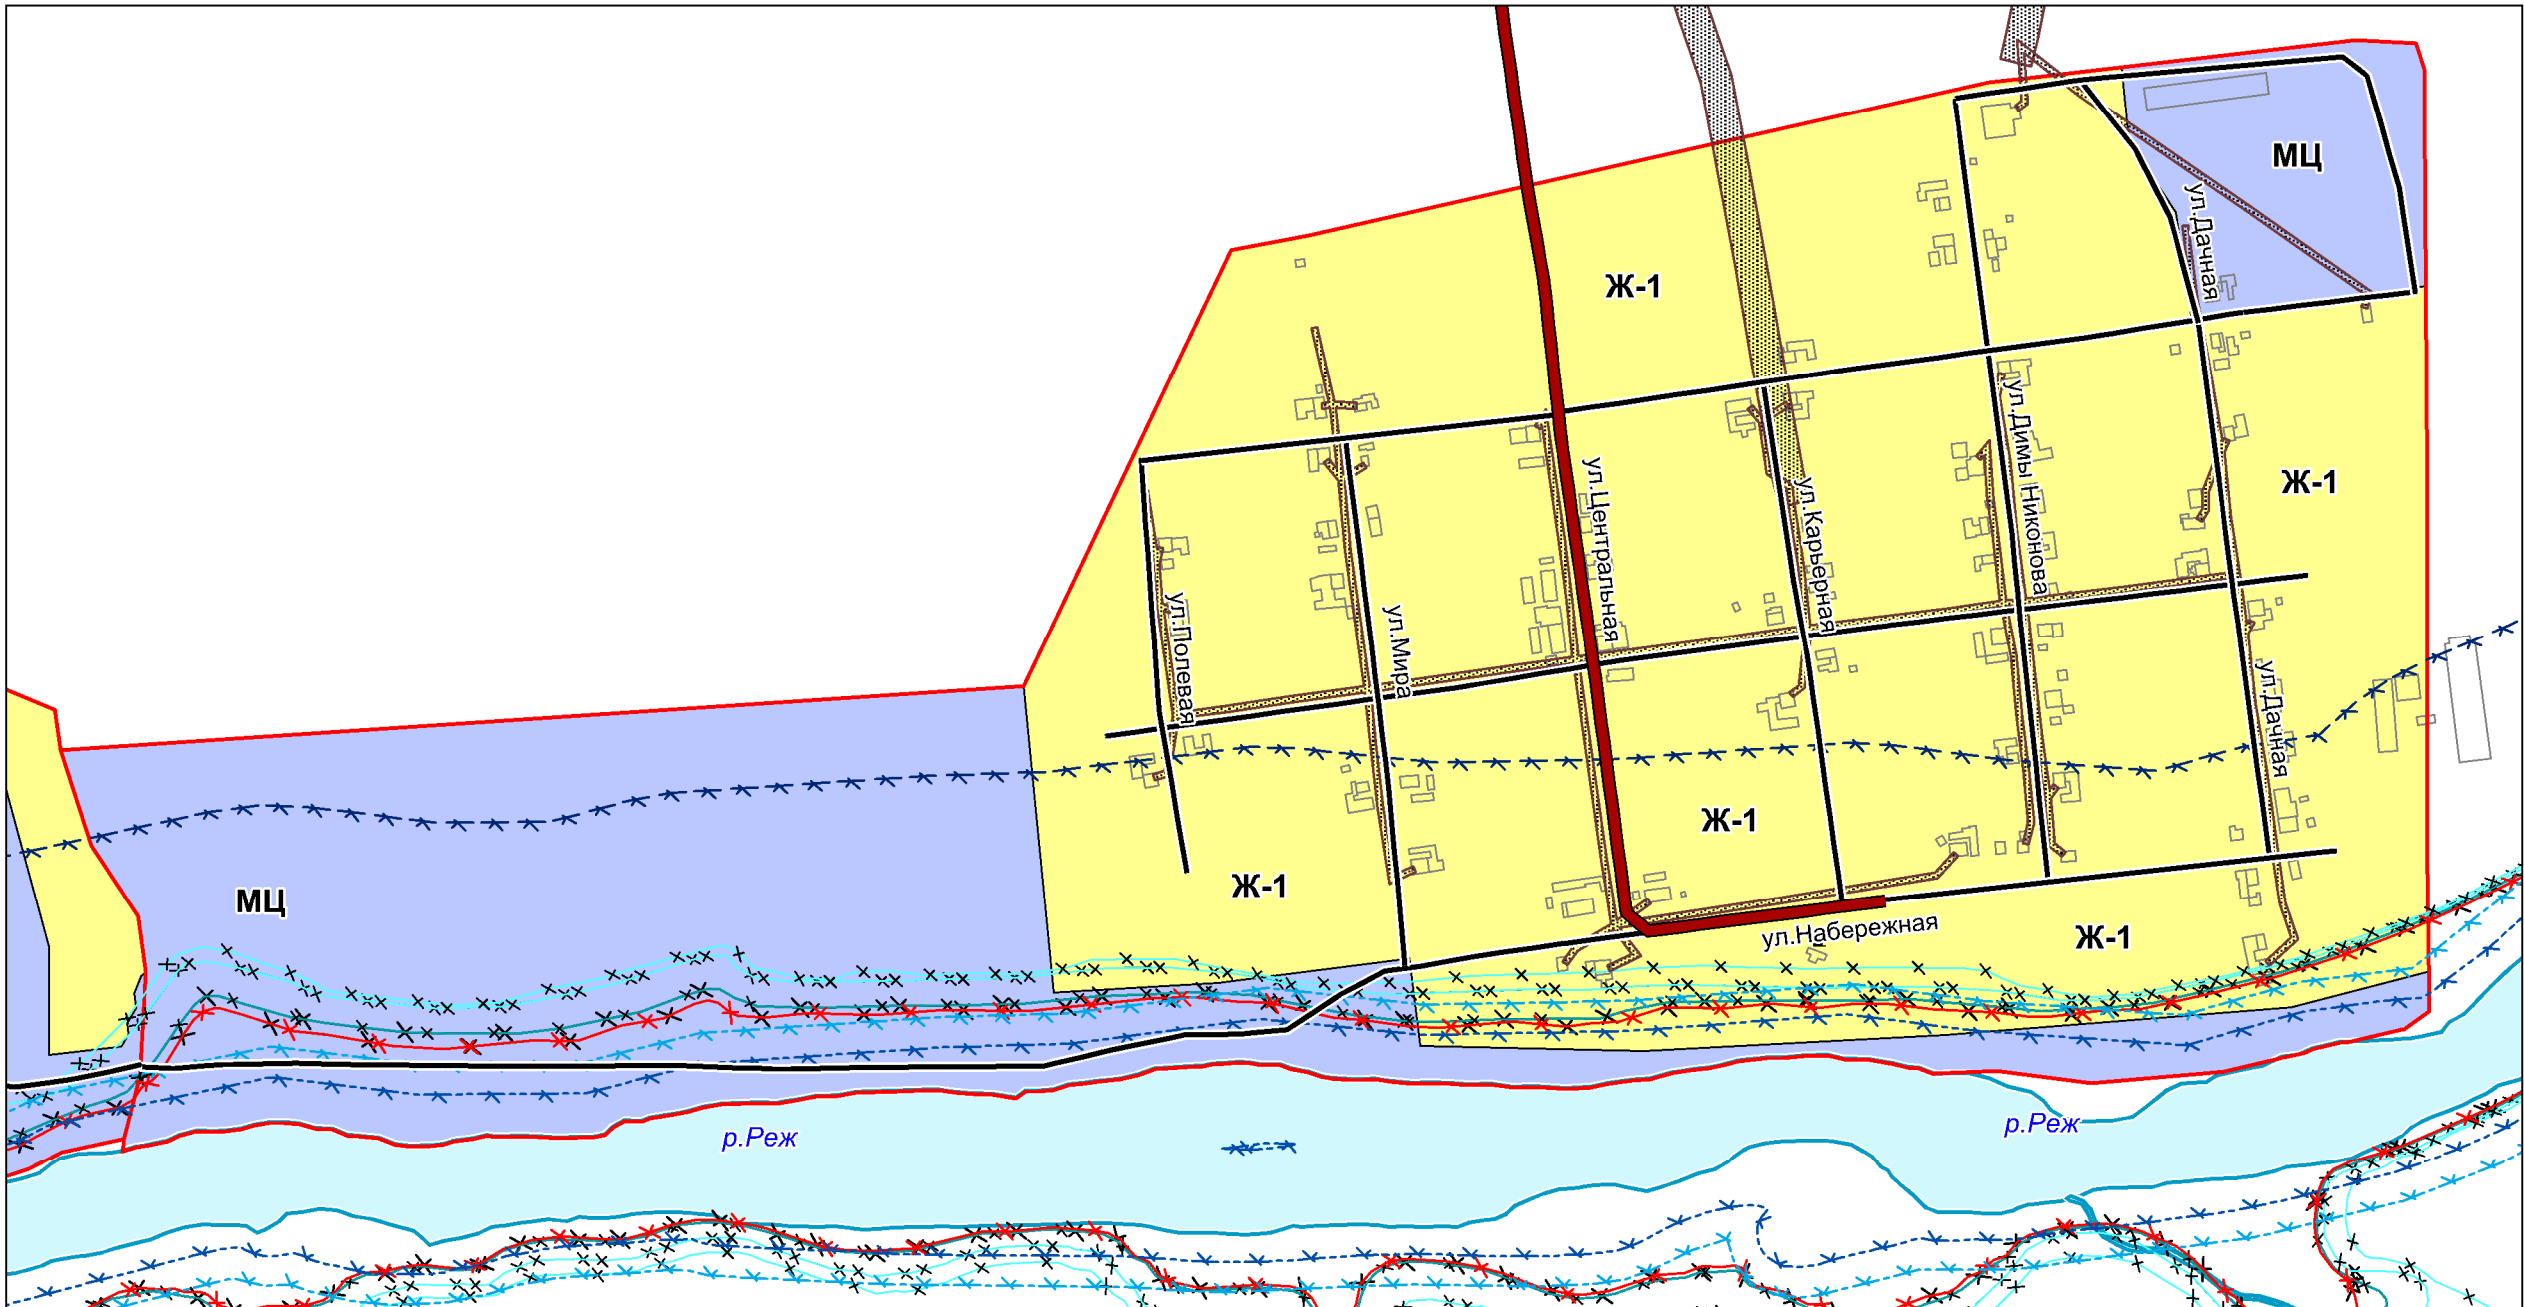 МЦ
ул.Дачная
Ж-1
ул.Димы Никонова
Ж-1
ул.Центральная
ул.Карьерная
ул.Полевая
ул.Мира
ул.Дачная
Ж-1
Ж-1
МЦ
ул.Набережная
Ж-1
р.Реж
р.Реж